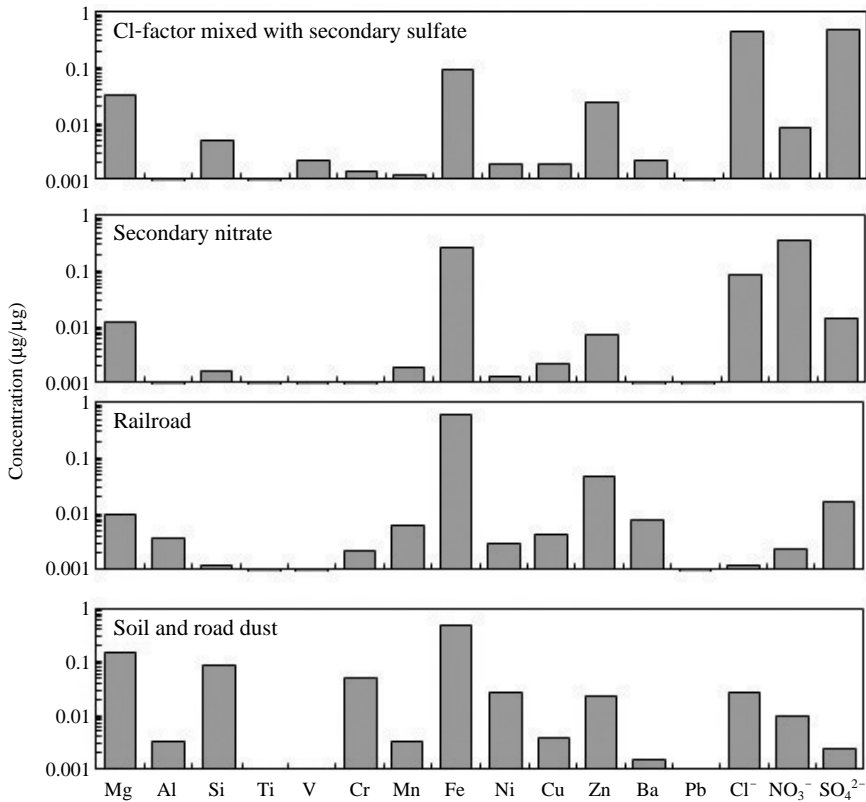 Concentration (μg/μg)
Cl-factor mixed with secondary sulfate
1
0.1
0.01
0.001
Secondary nitrate
1
0.1
0.01
0.001
Railroad
1
0.1
0.01
0.001
Soil and road dust
1
0.1
0.01
0.001
Mg Al Si Ti V Cr Mn Fe Ni Cu Zn Ba Pb Cl⁻ NO₃⁻ SO₄²⁻